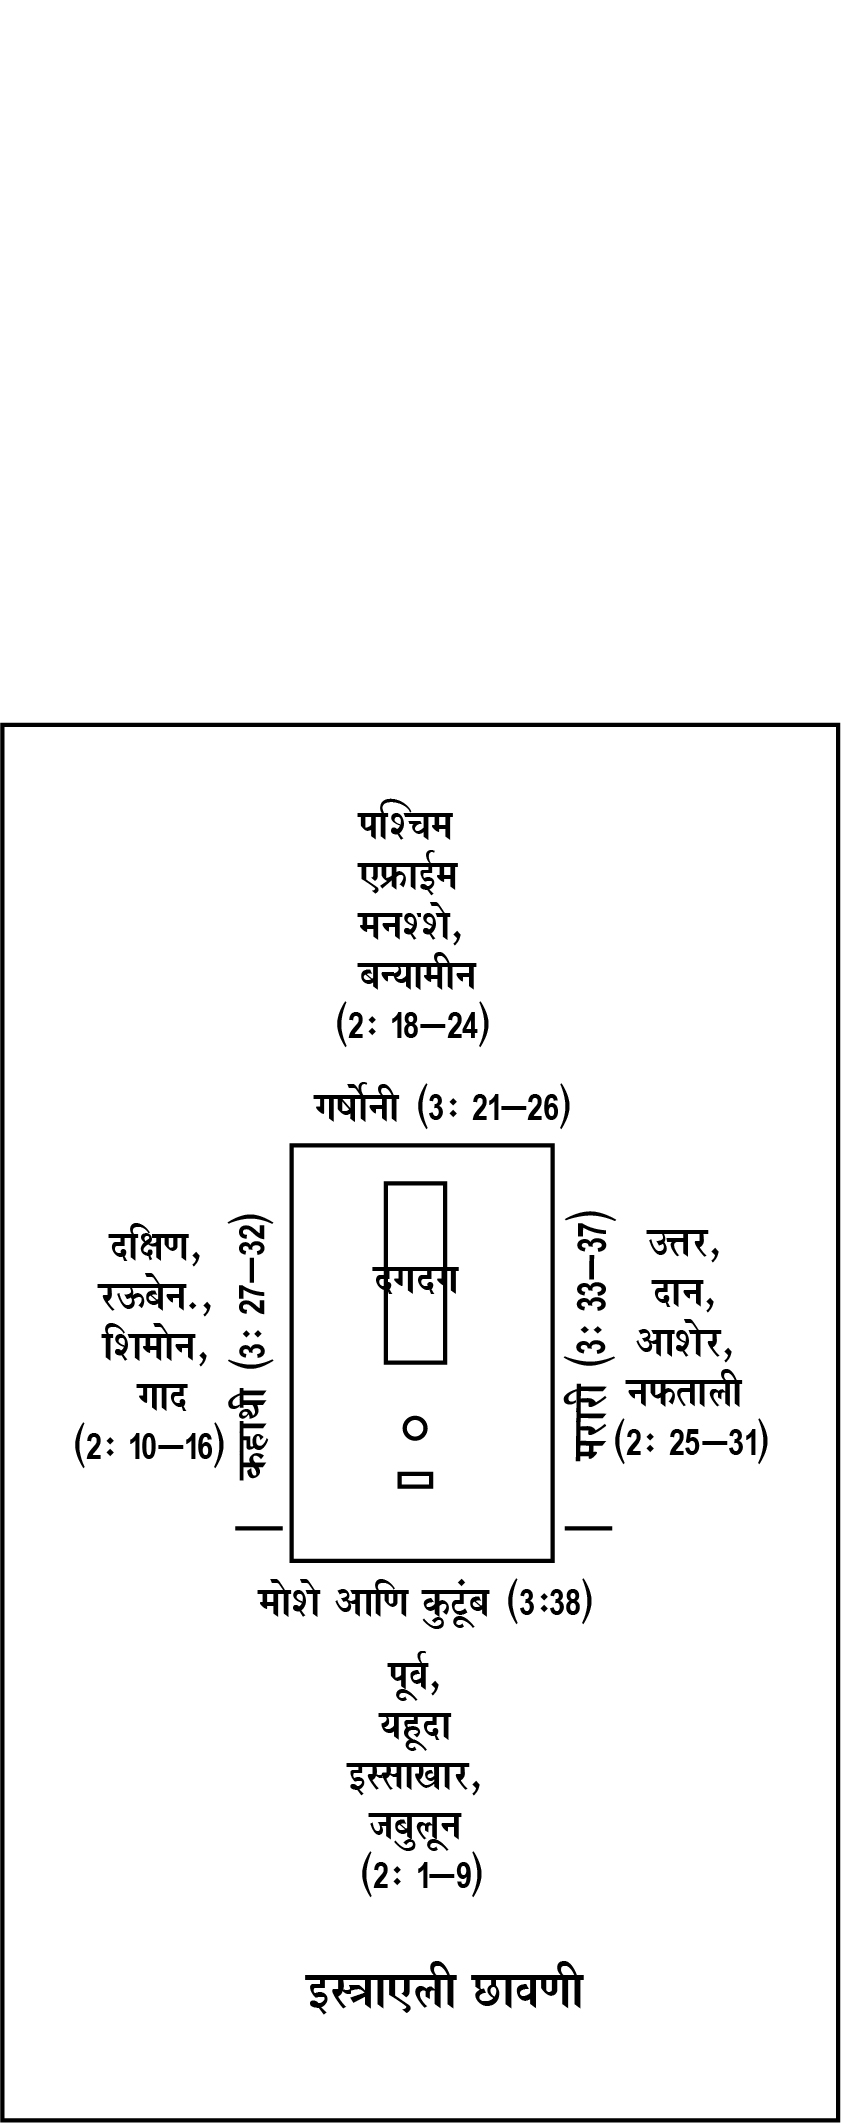 पश्चिम
एफ्राईम
मनश्शे,
बन्यामीन
(2: 18–24)
गर्षोनी (3: 21–26)
दक्षिण,
रऊबेन.,
शिमोन,
गाद
(2: 10–16)
कहाथी (3: 27–32)
दगदग
मरारी (3: 33–37)
उत्तर,
दान,
आशेर,
नफताली
(2: 25–31)
मोशे आणि कुटूंब (3:38)
पूर्व,
यहूदा
इस्साखार,
जबुलून
(2: 1–9)
इस्त्राएली छावणी